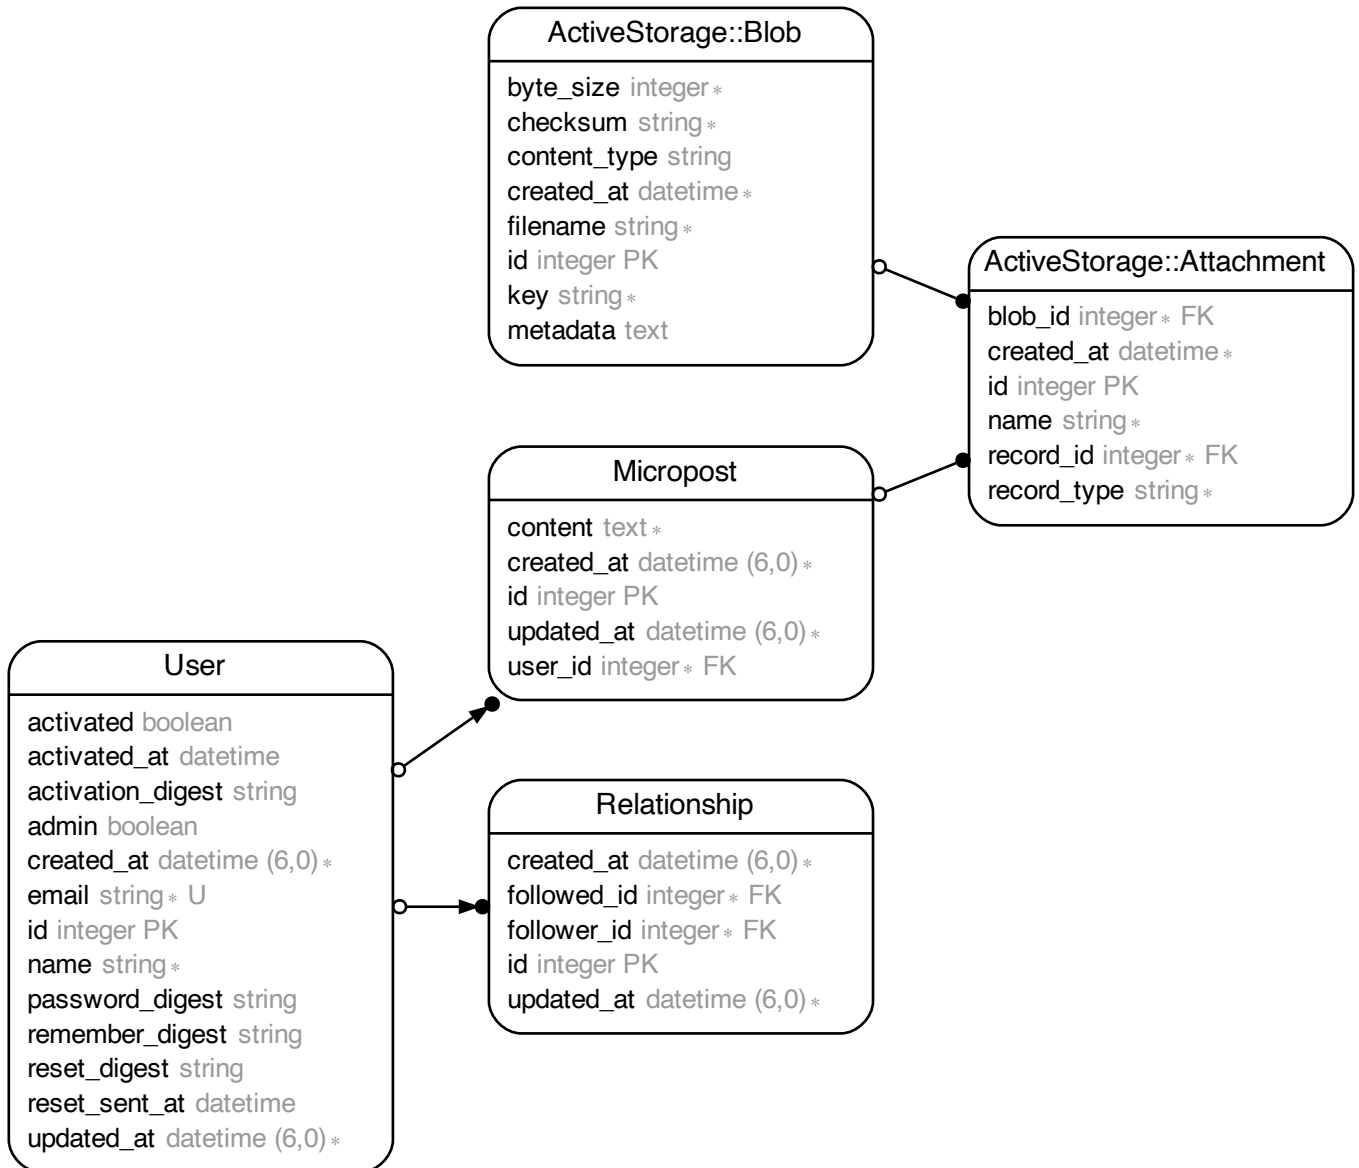 ActiveStorage::Blob
byte_size integer∗
checksum string∗
content_type string
created_at datetime∗
filename string∗
id integer PK
key string∗
metadata text
ActiveStorage::Attachment
blob_id integer∗ FK
created_at datetime∗
id integer PK
name string∗
record_id integer∗ FK
record_type string∗
Micropost
content text∗
created_at datetime (6,0)∗
id integer PK
updated_at datetime (6,0)∗
user_id integer∗ FK
User
activated boolean
activated_at datetime
activation_digest string
admin boolean
created_at datetime (6,0)∗
email string∗ U
id integer PK
name string∗
password_digest string
remember_digest string
reset_digest string
reset_sent_at datetime
updated_at datetime (6,0)∗
Relationship
created_at datetime (6,0)∗
followed_id integer∗ FK
follower_id integer∗ FK
id integer PK
updated_at datetime (6,0)∗